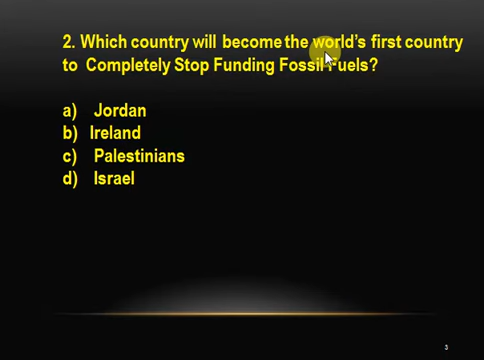 2. Which country will become the world's first country
to Completely Stop Funding Fossil Fuels?
a) Jordan
b) Ireland
c) Palestinians
d) Israel
3